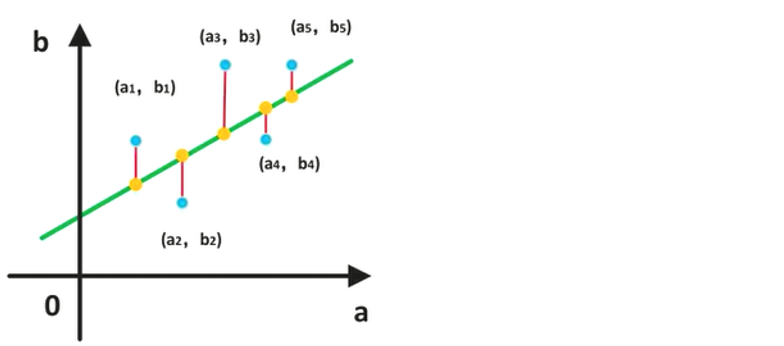 b
(a5, b5)
(a3, b3)
(a1, b1)
(a4, b4)
(a2, b2)
0
a